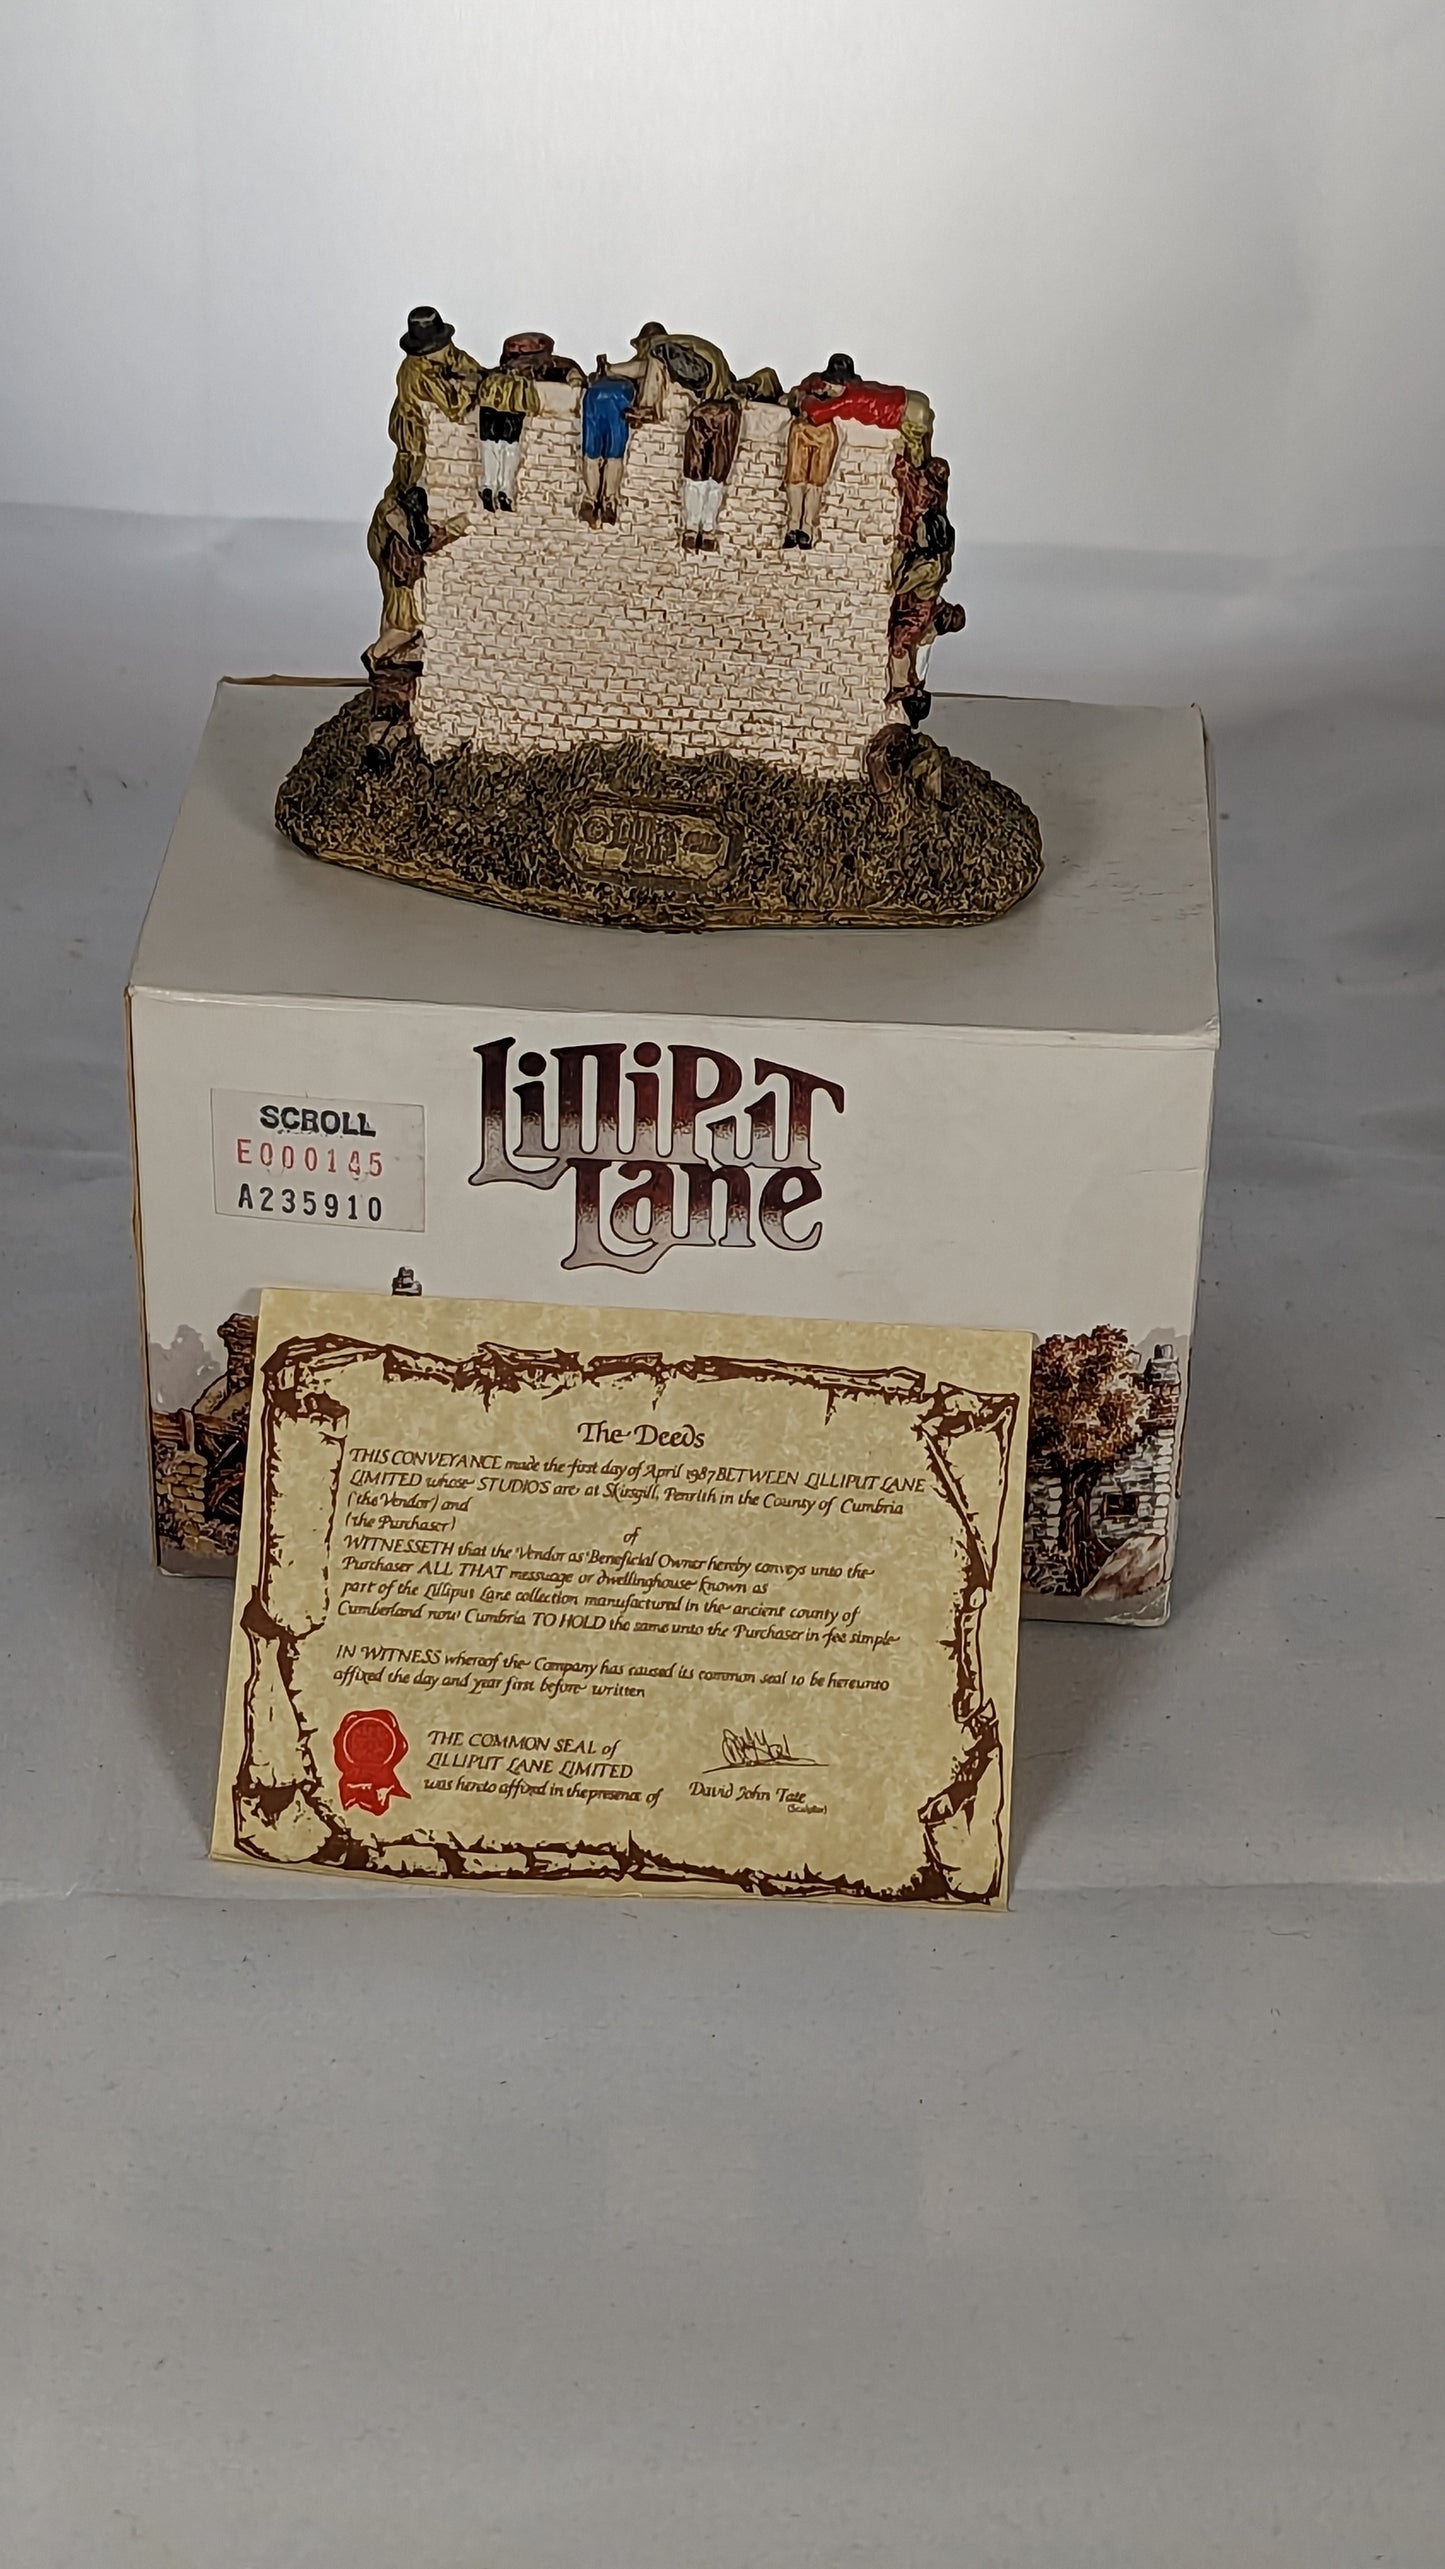 SCROLL
E000145
A235910
LILLIPUT
Lane
The Deeds
THIS CONVEYANCE made the first day of April 1987 BETWEEN LILLIPUT LANE
LIMITED whose STUDIOS are at Skirsgill, Penrith in the County of Cumbria
(the Vendor) and
(the Purchaser)
of
WITNESSETH that the Vendor as Beneficial Owner hereby conveys unto the
Purchaser ALL THAT messuage or dwellinghouse known as
part of the Lilliput Lane collection manufactured in the ancient county of
Cumberland now Cumbria TO HOLD the same unto the Purchaser in fee simple
IN WITNESS whereof the Company has caused its common seal to be hereunto
affixed the day and year first before written
THE COMMON SEAL of
LILLIPUT LANE LIMITED
was hereto affixed in the presence of
David John Tate
(Sculptor)